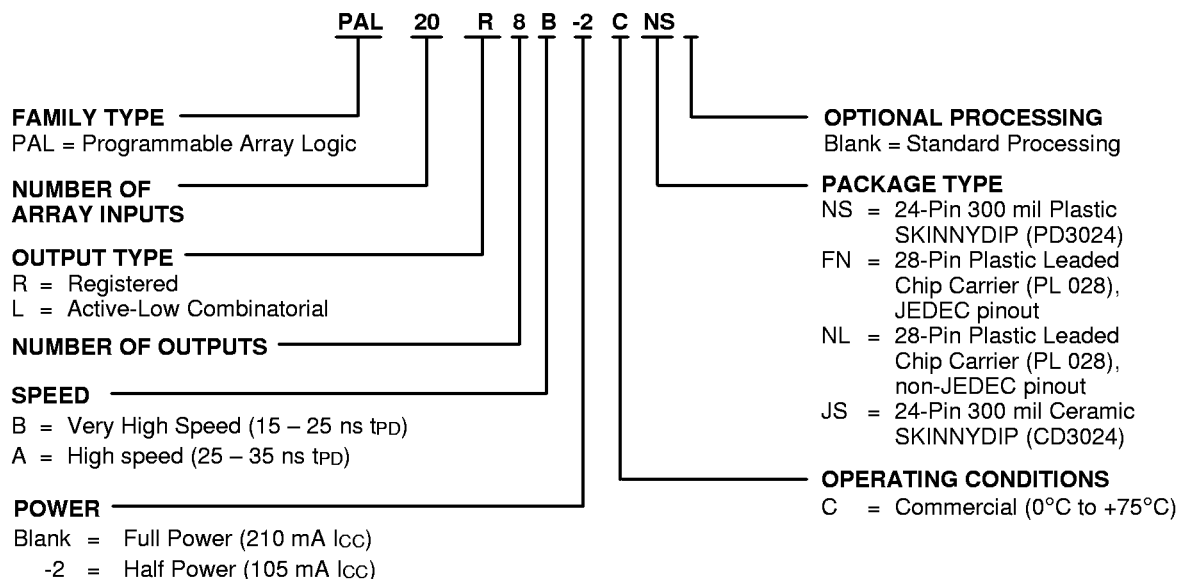 PAL 20 R 8 B -2 C NS
FAMILY TYPE
PAL = Programmable Array Logic
NUMBER OF
ARRAY INPUTS
OUTPUT TYPE
R = Registered
L = Active-Low Combinatorial
NUMBER OF OUTPUTS
SPEED
B = Very High Speed (15 – 25 ns tPD)
A = High speed (25 – 35 ns tPD)
POWER
Blank = Full Power (210 mA ICC)
-2 = Half Power (105 mA ICC)
OPTIONAL PROCESSING
Blank = Standard Processing
PACKAGE TYPE
NS = 24-Pin 300 mil Plastic
SKINNYDIP (PD3024)
FN = 28-Pin Plastic Leaded
Chip Carrier (PL 028),
JEDEC pinout
NL = 28-Pin Plastic Leaded
Chip Carrier (PL 028),
non-JEDEC pinout
JS = 24-Pin 300 mil Ceramic
SKINNYDIP (CD3024)
OPERATING CONDITIONS
C = Commercial (0°C to +75°C)